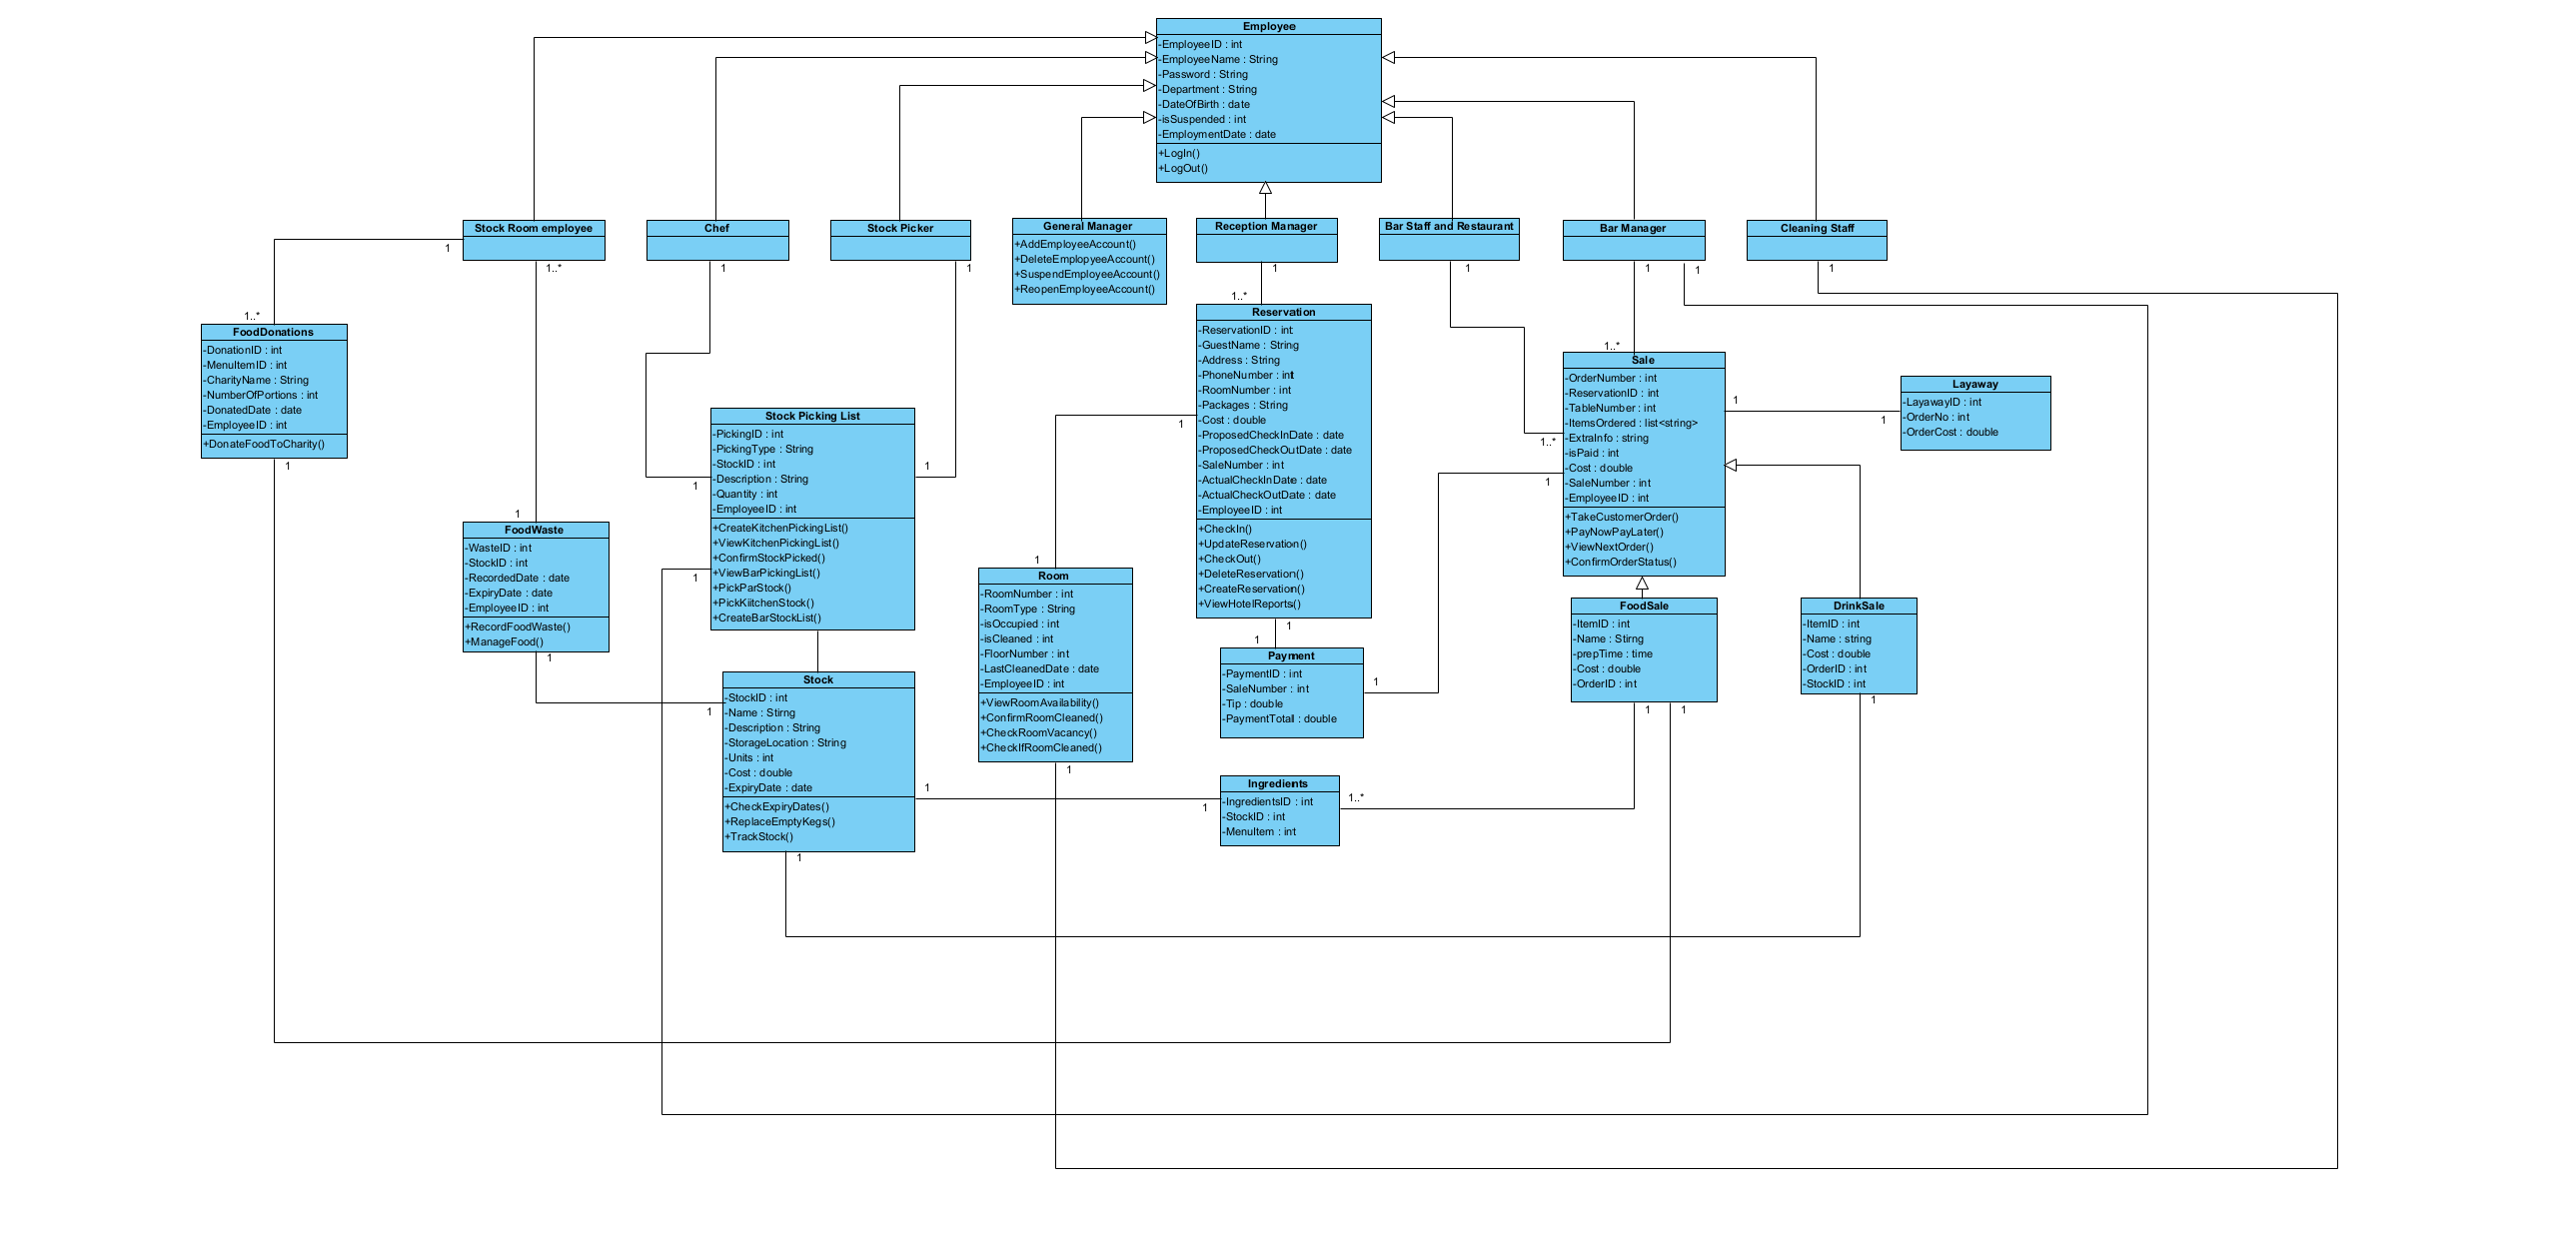 Employee
-EmployeeID : int
-EmployeeName : String
-Password : String
-Department : String
-DateOfBirth : date
-isSuspended : int
-EmploymentDate : date
+LogIn()
+LogOut()
Stock Room employee
1
1..*
Chef
1
Stock Picker
1
General Manager
+AddEmployeeAccount()
+DeleteEmplopyeeAccount()
+SuspendEmployeeAccount()
+ReopenEmployeeAccount()
Reception Manager
1
1..*
Bar Staff and Restaurant
1
Bar Manager
1
1
Cleaning Staff
1
1..*
FoodDonations
-DonationID : int
-MenuItemID : int
-CharityName : String
-NumberOfPortions : int
-DonatedDate : date
-EmployeeID : int
+DonateFoodToCharity()
1
Reservation
-ReservationID : int
-GuestName : String
-Address : String
-PhoneNumber : int
-RoomNumber : int
-Packages : String
-Cost : double
-ProposedCheckInDate : date
-ProposedCheckOutDate : date
-SaleNumber : int
-ActualCheckInDate : date
-ActualCheckOutDate : date
-EmployeeID : int
+CheckIn()
+UpdateReservation()
+CheckOut()
+DeleteReservation()
+CreateReservation()
+ViewHotelReports()
1
1
1
1..*
Sale
-OrderNumber : int
-ReservationID : int
-TableNumber : int
-ItemsOrdered : list<string>
-ExtraInfo : string
-isPaid : int
-Cost : double
-SaleNumber : int
-EmployeeID : int
+TakeCustomerOrder()
+PayNowPayLater()
+ViewNextOrder()
+ConfirmOrderStatus()
1..*
1
1
1
Layaway
-LayawayID : int
-OrderNo : int
-OrderCost : double
Stock Picking List
-PickingID : int
-PickingType : String
-StockID : int
-Description : String
-Quantity : int
-EmployeeID : int
+CreateKitchenPickingList()
+ViewKitchenPickingList()
+ConfirmStockPicked()
+ViewBarPickingList()
+PickParStock()
+PickKiitchenStock()
+CreateBarStockList()
1
1
1
1
FoodWaste
-WasteID : int
-StockID : int
-RecordedDate : date
-ExpiryDate : date
-EmployeeID : int
+RecordFoodWaste()
+ManageFood()
1
1
Room
-RoomNumber : int
-RoomType : String
-isOccupied : int
-isCleaned : int
-FloorNumber : int
-LastCleanedDate : date
-EmployeeID : int
+ViewRoomAvailability()
+ConfirmRoomCleaned()
+CheckRoomVacancy()
+CheckIfRoomCleaned()
1
Payment
-PaymentID : int
-SaleNumber : int
-Tip : double
-PaymentTotall : double
1
FoodSale
-ItemID : int
-Name : Stirng
-prepTime : time
-Cost : double
-OrderID : int
1
1
DrinkSale
-ItemID : int
-Name : string
-Cost : double
-OrderID : int
-StockID : int
1
1
Stock
-StockID : int
-Name : Stirng
-Description : String
-StorageLocation : String
-Units : int
-Cost : double
-ExpiryDate : date
+CheckExpiryDates()
+ReplaceEmptyKegs()
+TrackStock()
1
1
1
Ingredients
-IngredientsID : int
-StockID : int
-MenuItem : int
1..*